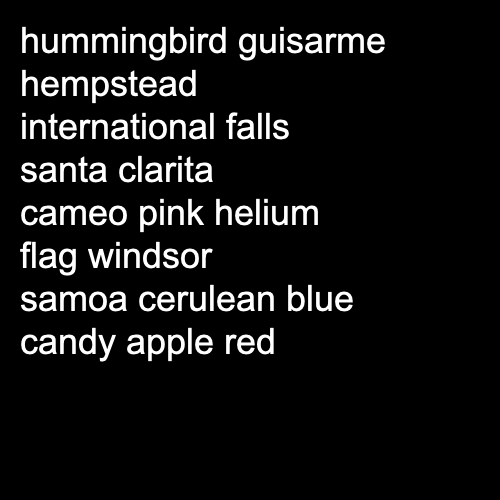 hummingbird guisarme
hempstead
international falls
santa clarita
cameo pink helium
flag windsor
samoa cerulean blue
candy apple red